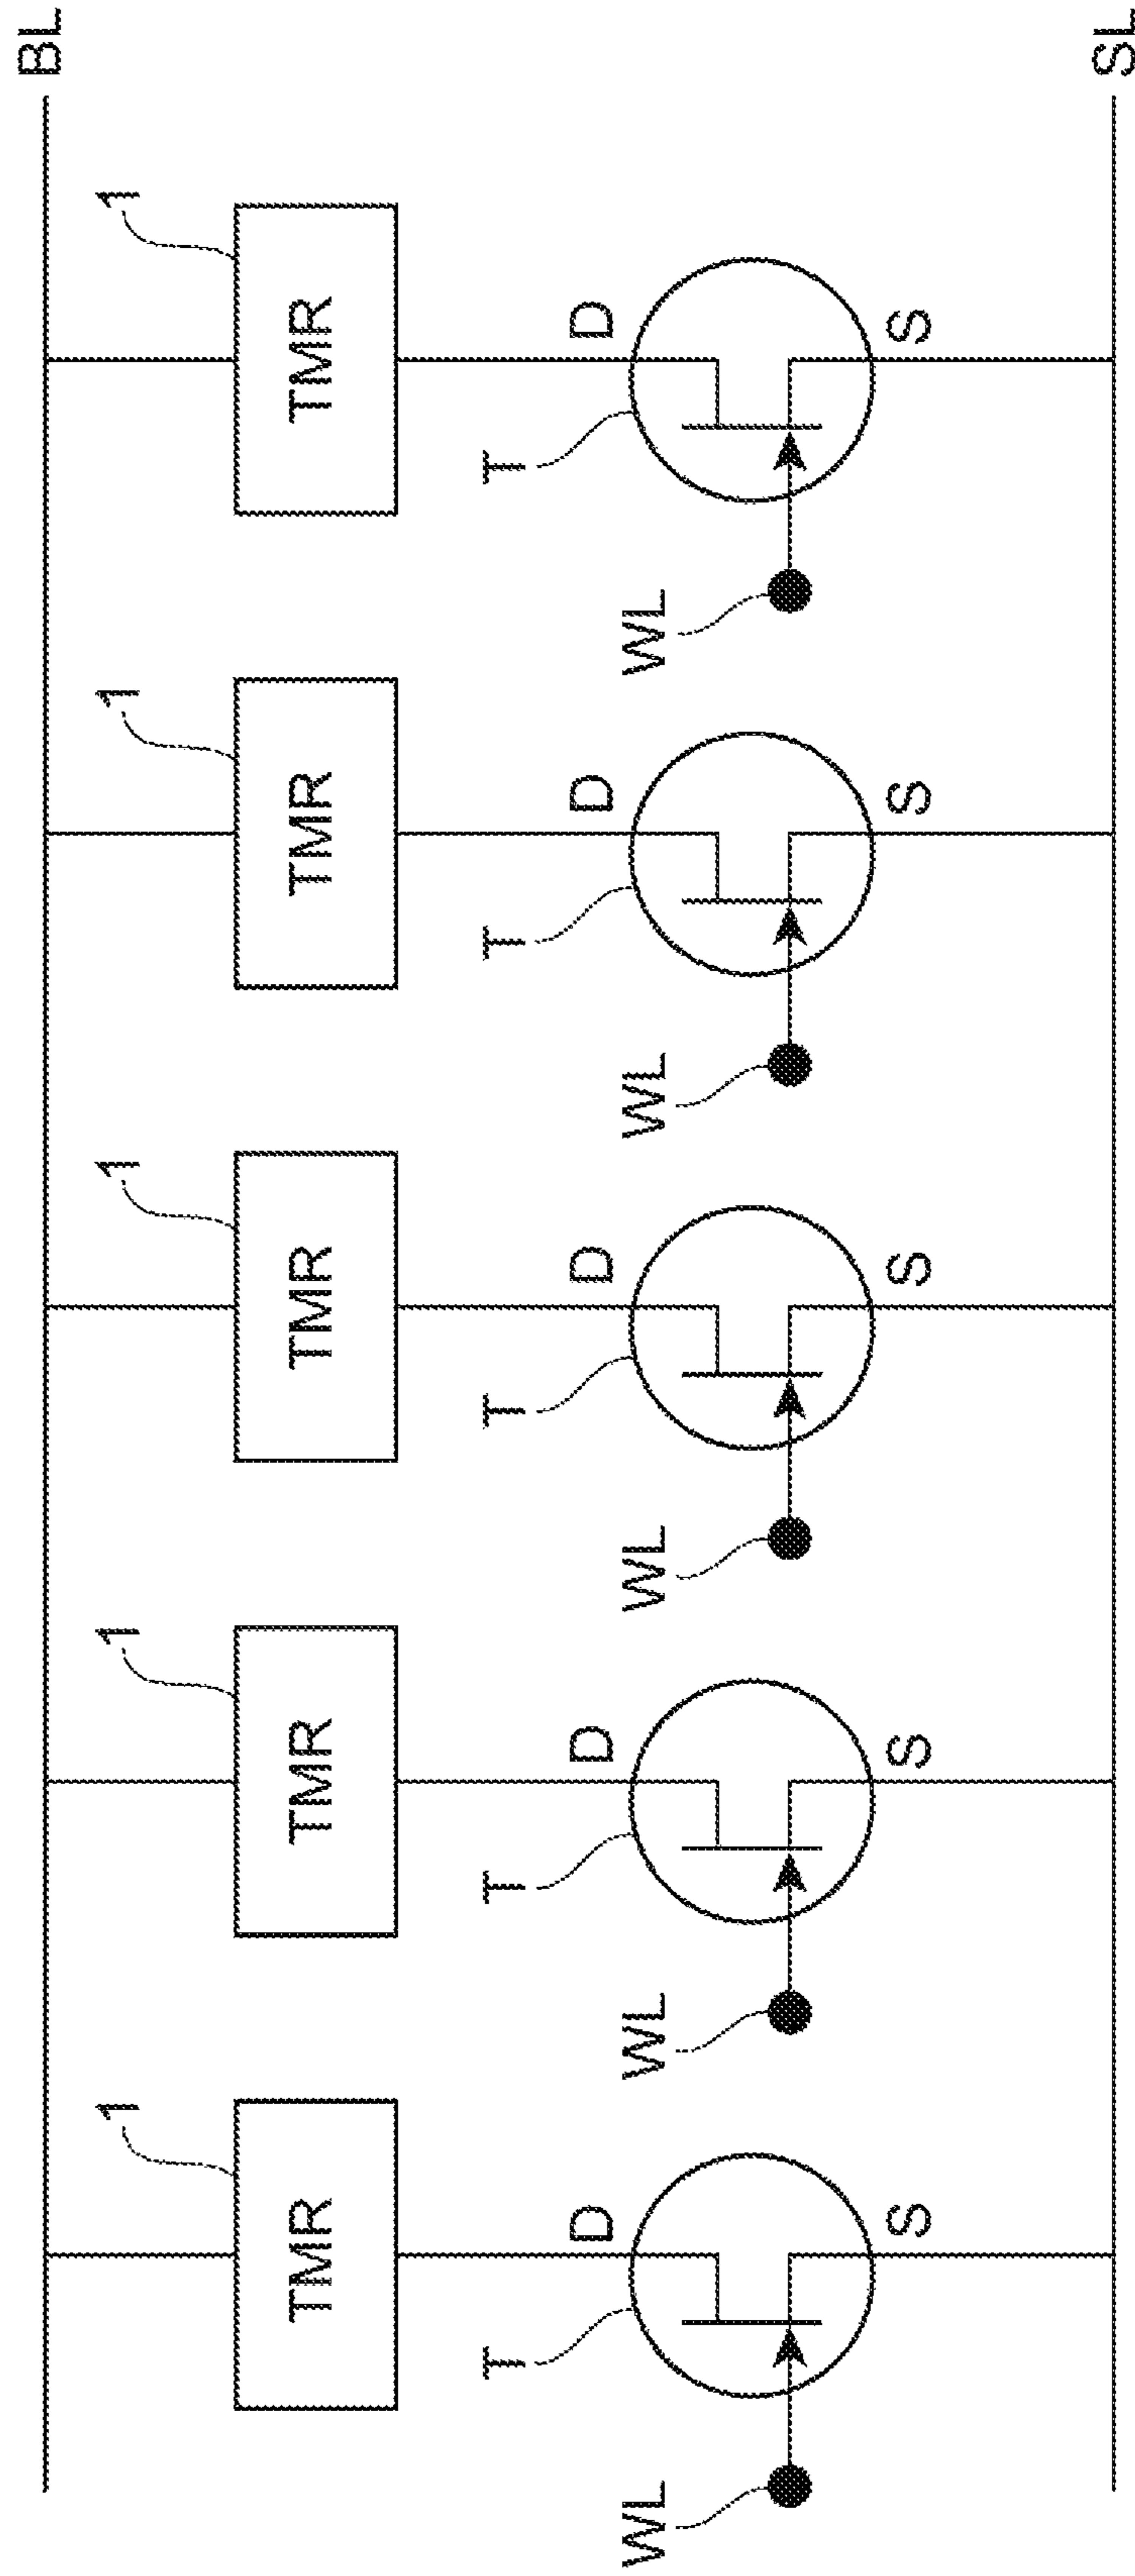 BL
1 1 1 1 1
TMR TMR TMR TMR TMR
T T T T T
D D D D D
WL WL WL WL WL
S S S S S
SL